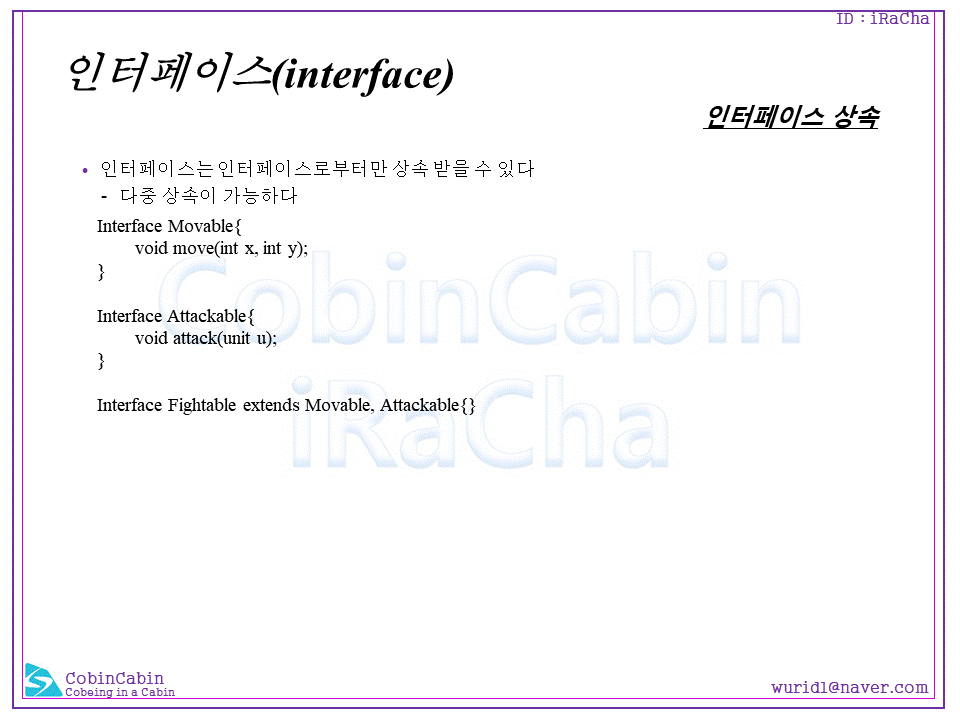 ID : iRaCha
인터페이스(interface)
인터페이스 상속
• 인터페이스는 인터페이스로부터만 상속 받을 수 있다
- 다중 상속이 가능하다
Interface Movable{
void move(int x, int y);
}
Interface Attackable{
void attack(unit u);
}
Interface Fightable extends Movable, Attackable{}
CobinCabin
iRaCha
CobinCabin
Cobeing in a Cabin
wuridl@naver.com